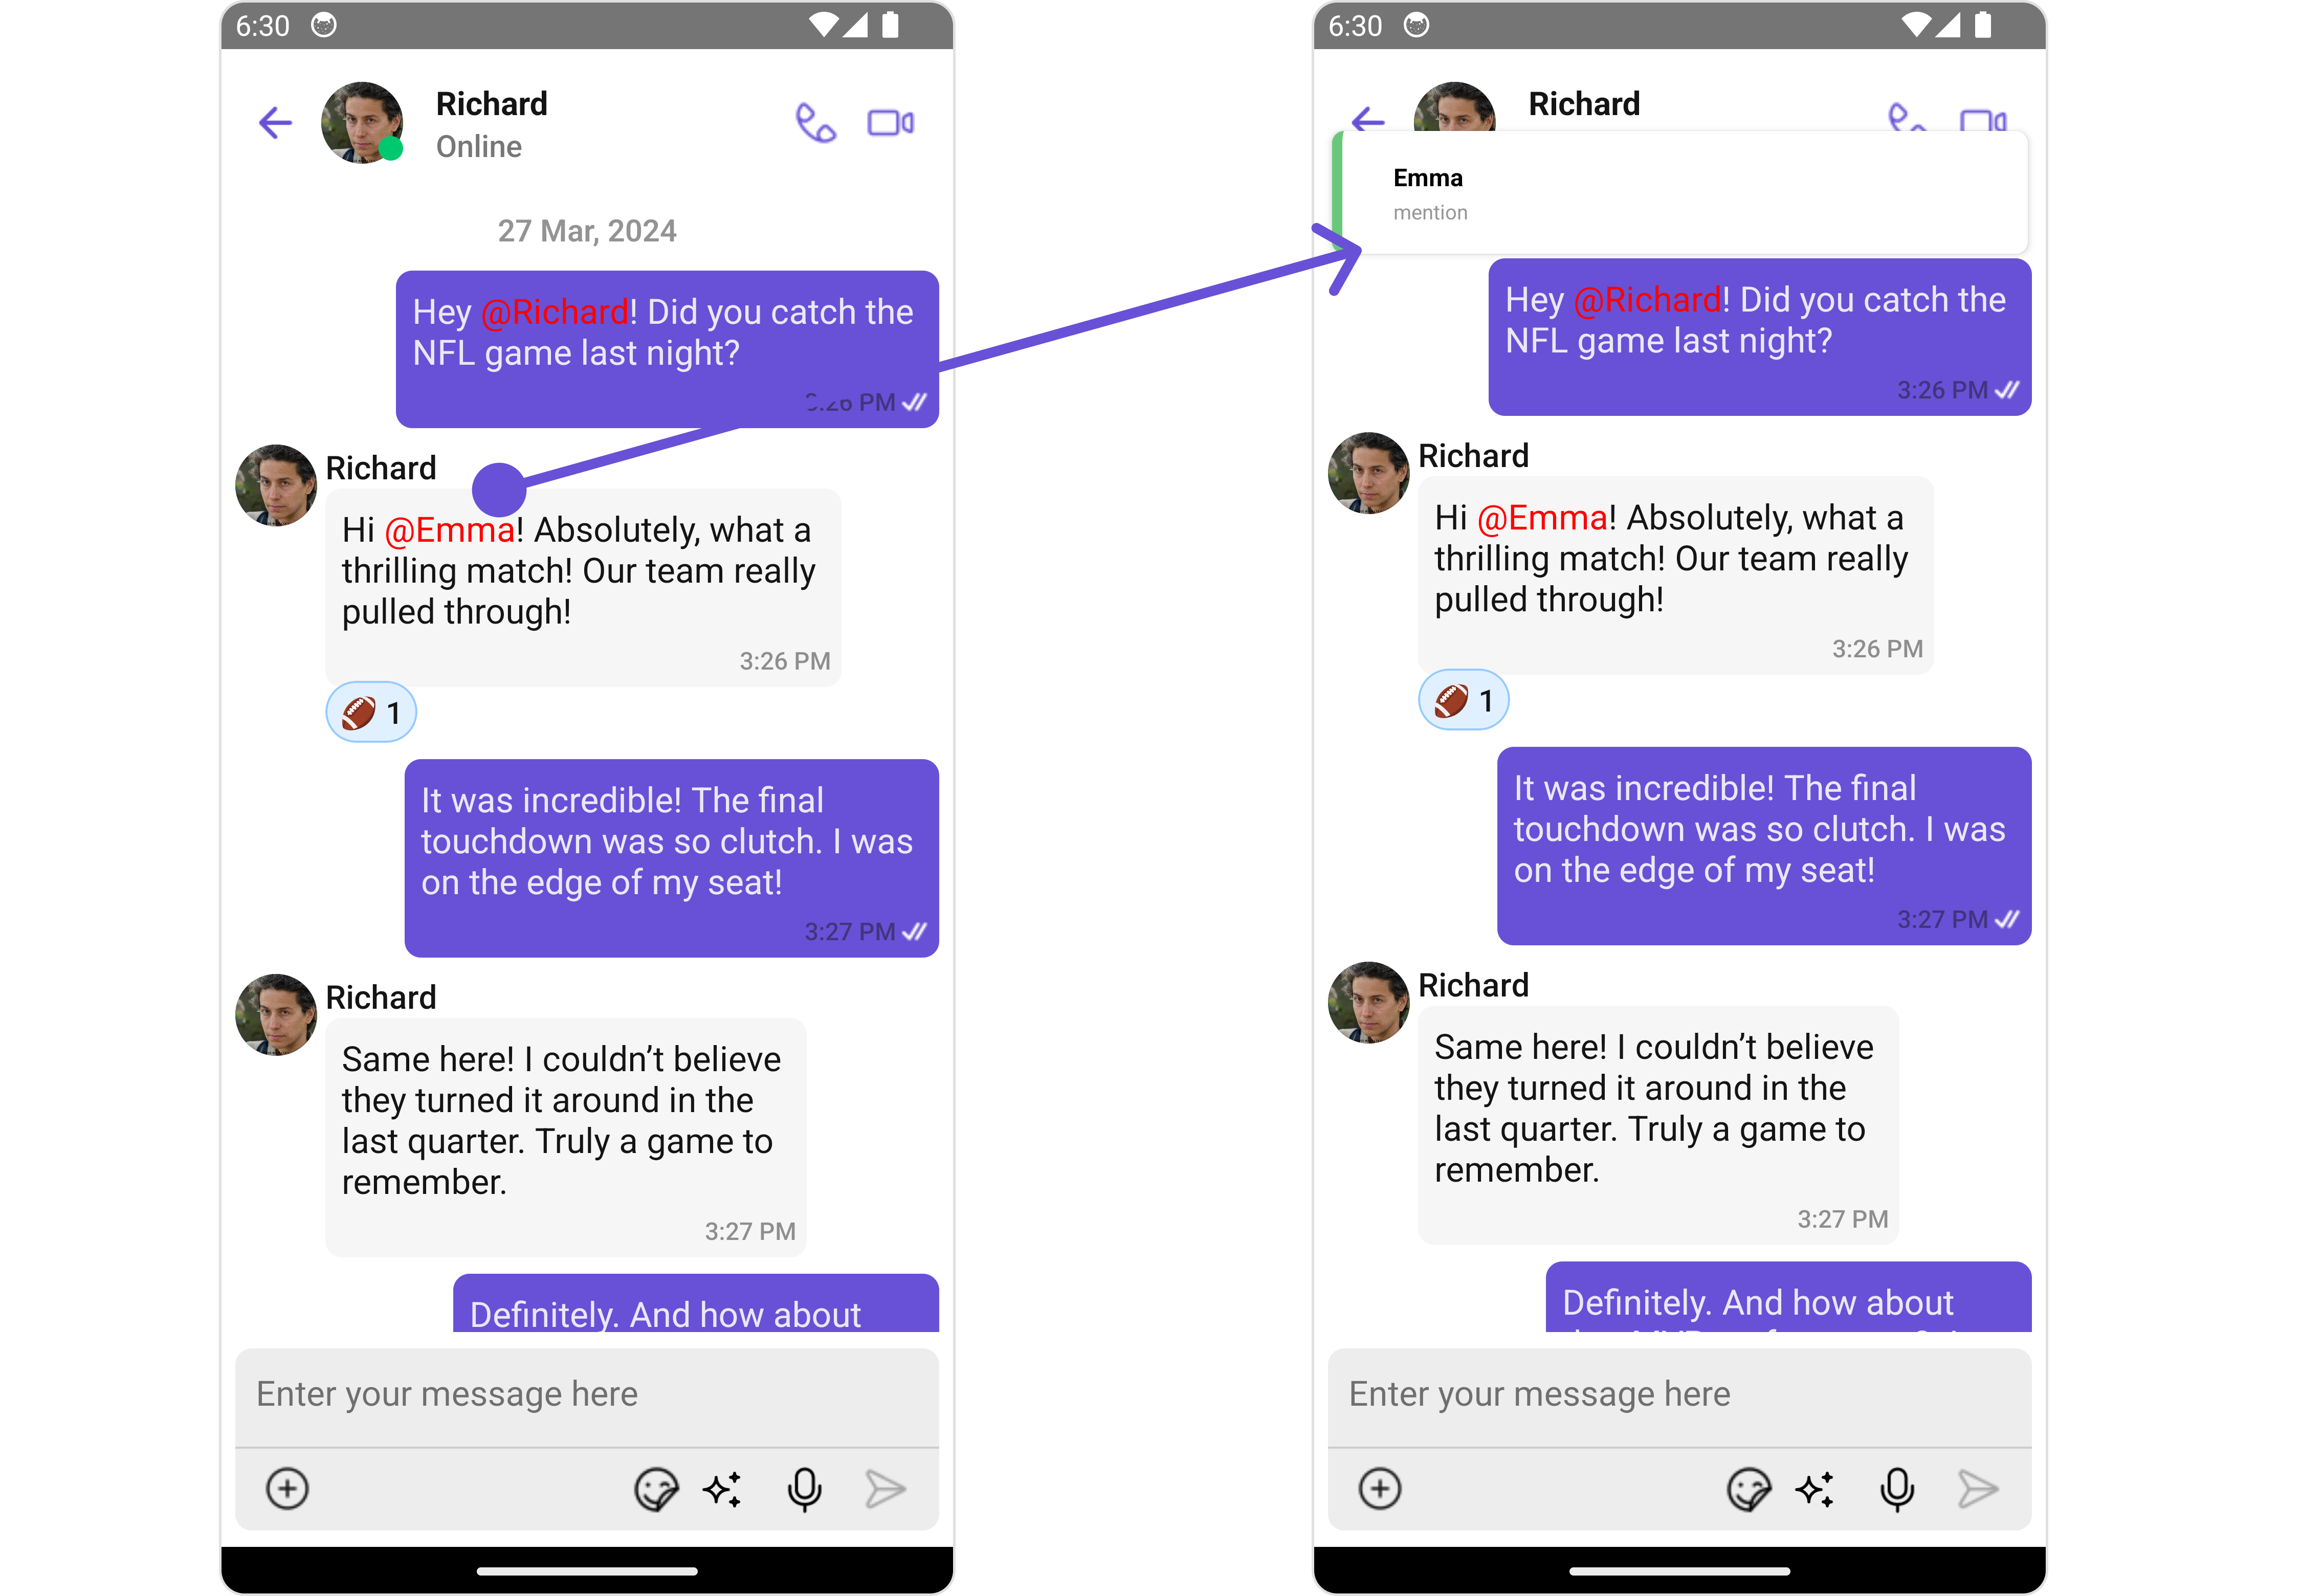 6:30
Richard
Online
27 Mar, 2024
Hey @Richard! Did you catch the
NFL game last night?
3:26 PM
Richard
Hi @Emma! Absolutely, what a
thrilling match! Our team really
pulled through!
3:26 PM
1
It was incredible! The final
touchdown was so clutch. I was
on the edge of my seat!
3:27 PM
Richard
Same here! I couldn’t believe
they turned it around in the
last quarter. Truly a game to
remember.
3:27 PM
Definitely. And how about
Enter your message here
6:30
Richard
Emma
mention
Hey @Richard! Did you catch the
NFL game last night?
3:26 PM
Richard
Hi @Emma! Absolutely, what a
thrilling match! Our team really
pulled through!
3:26 PM
1
It was incredible! The final
touchdown was so clutch. I was
on the edge of my seat!
3:27 PM
Richard
Same here! I couldn’t believe
they turned it around in the
last quarter. Truly a game to
remember.
3:27 PM
Definitely. And how about
Enter your message here